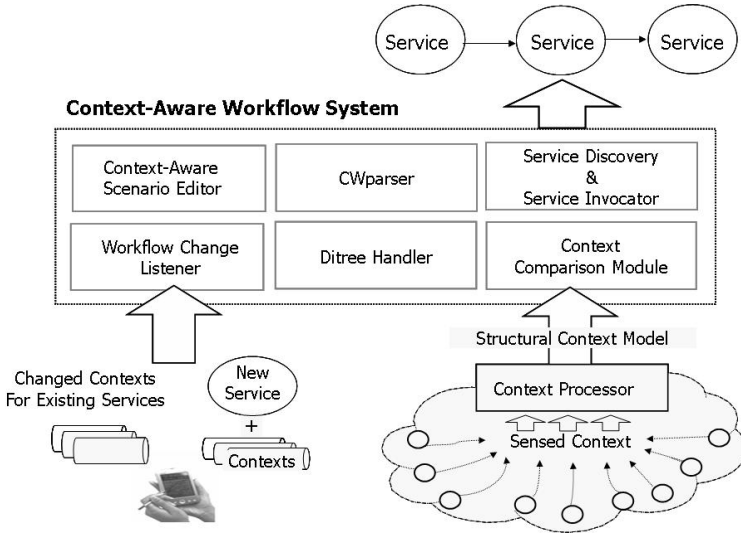 Service
Service
Service
Context-Aware Workflow System
Context-Aware
Scenario Editor
CWparser
Service Discovery
&
Service Invocator
Workflow Change
Listener
Ditree Handler
Context
Comparison Module
Structural Context Model
Changed Contexts
For Existing Services
New
Service
+
Contexts
Context Processor
Sensed Context